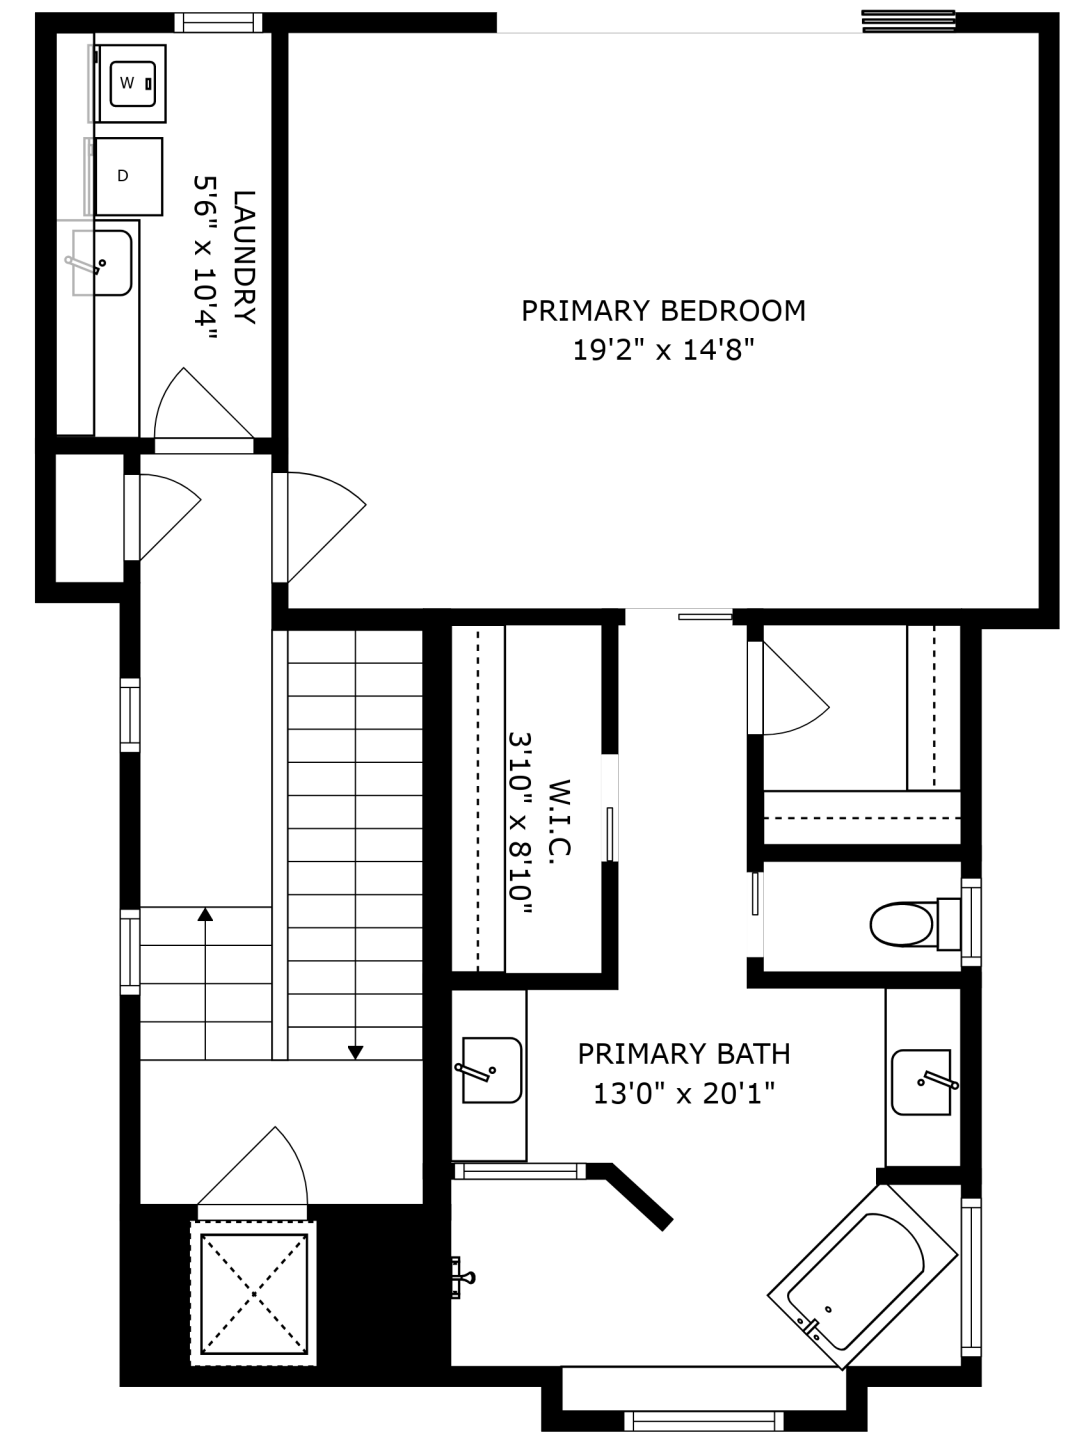 W
D
LAUNDRY
5'6" x 10'4"
PRIMARY BEDROOM
19'2" x 14'8"
W.I.C.
3'10" x 8'10"
PRIMARY BATH
13'0" x 20'1"